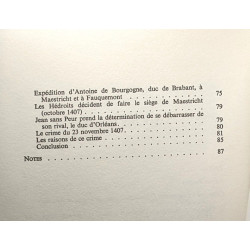 Expédition d'Antoine de Bourgogne, duc de Brabant, à
Maestricht et à Fauquemont . . . . . . . . . . 75
Les Hédroits décident de faire le siège de Maestricht
(octobre 1407) . . . . . . . . . . . . . 79
Jean sans Peur prend la détermination de se débarrasser de
son rival, le duc d'Orléans . . . . . . . . . . 79
Le crime du 23 novembre 1407 . . . . . . . . . 80
Les raisons de ce crime . . . . . . . . . . . 81
Conclusion . . . . . . . . . . . . . . 85
NOTES . . . . . . . . . . . . . . . 87